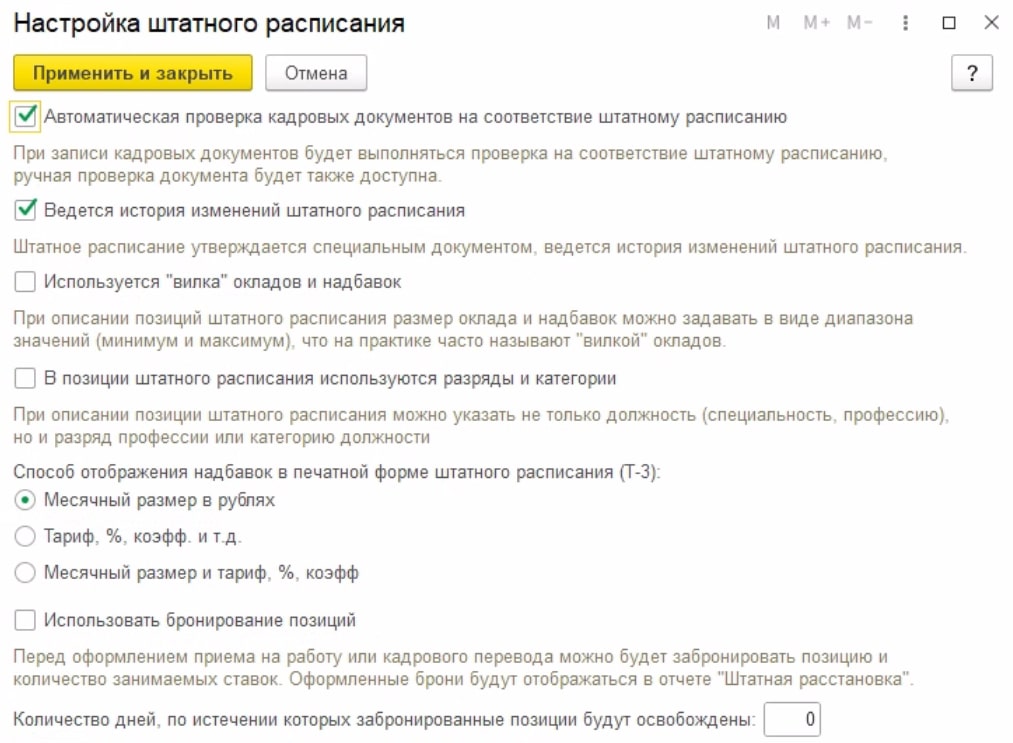 Настройка штатного расписания
M M+ M-
Применить и закрыть Отмена ?
Автоматическая проверка кадровых документов на соответствие штатному расписанию
При записи кадровых документов будет выполняться проверка на соответствие штатному расписанию,
ручная проверка документа будет также доступна.
Ведется история изменений штатного расписания
Штатное расписание утверждается специальным документом, ведется история изменений штатного расписания.
Используется "вилка" окладов и надбавок
При описании позиций штатного расписания размер оклада и надбавок можно задавать в виде диапазона
значений (минимум и максимум), что на практике часто называют "вилкой" окладов.
В позиции штатного расписания используются разряды и категории
При описании позиции штатного расписания можно указать не только должность (специальность, профессию),
но и разряд профессии или категорию должности
Способ отображения надбавок в печатной форме штатного расписания (Т-3):
Месячный размер в рублях
Тариф, %, коэфф. и т.д.
Месячный размер и тариф, %, коэфф
Использовать бронирование позиций
Перед оформлением приема на работу или кадрового перевода можно будет забронировать позицию и
количество занимаемых ставок. Оформленные брони будут отображаться в отчете "Штатная расстановка".
Количество дней, по истечении которых забронированные позиции будут освобождены: 0